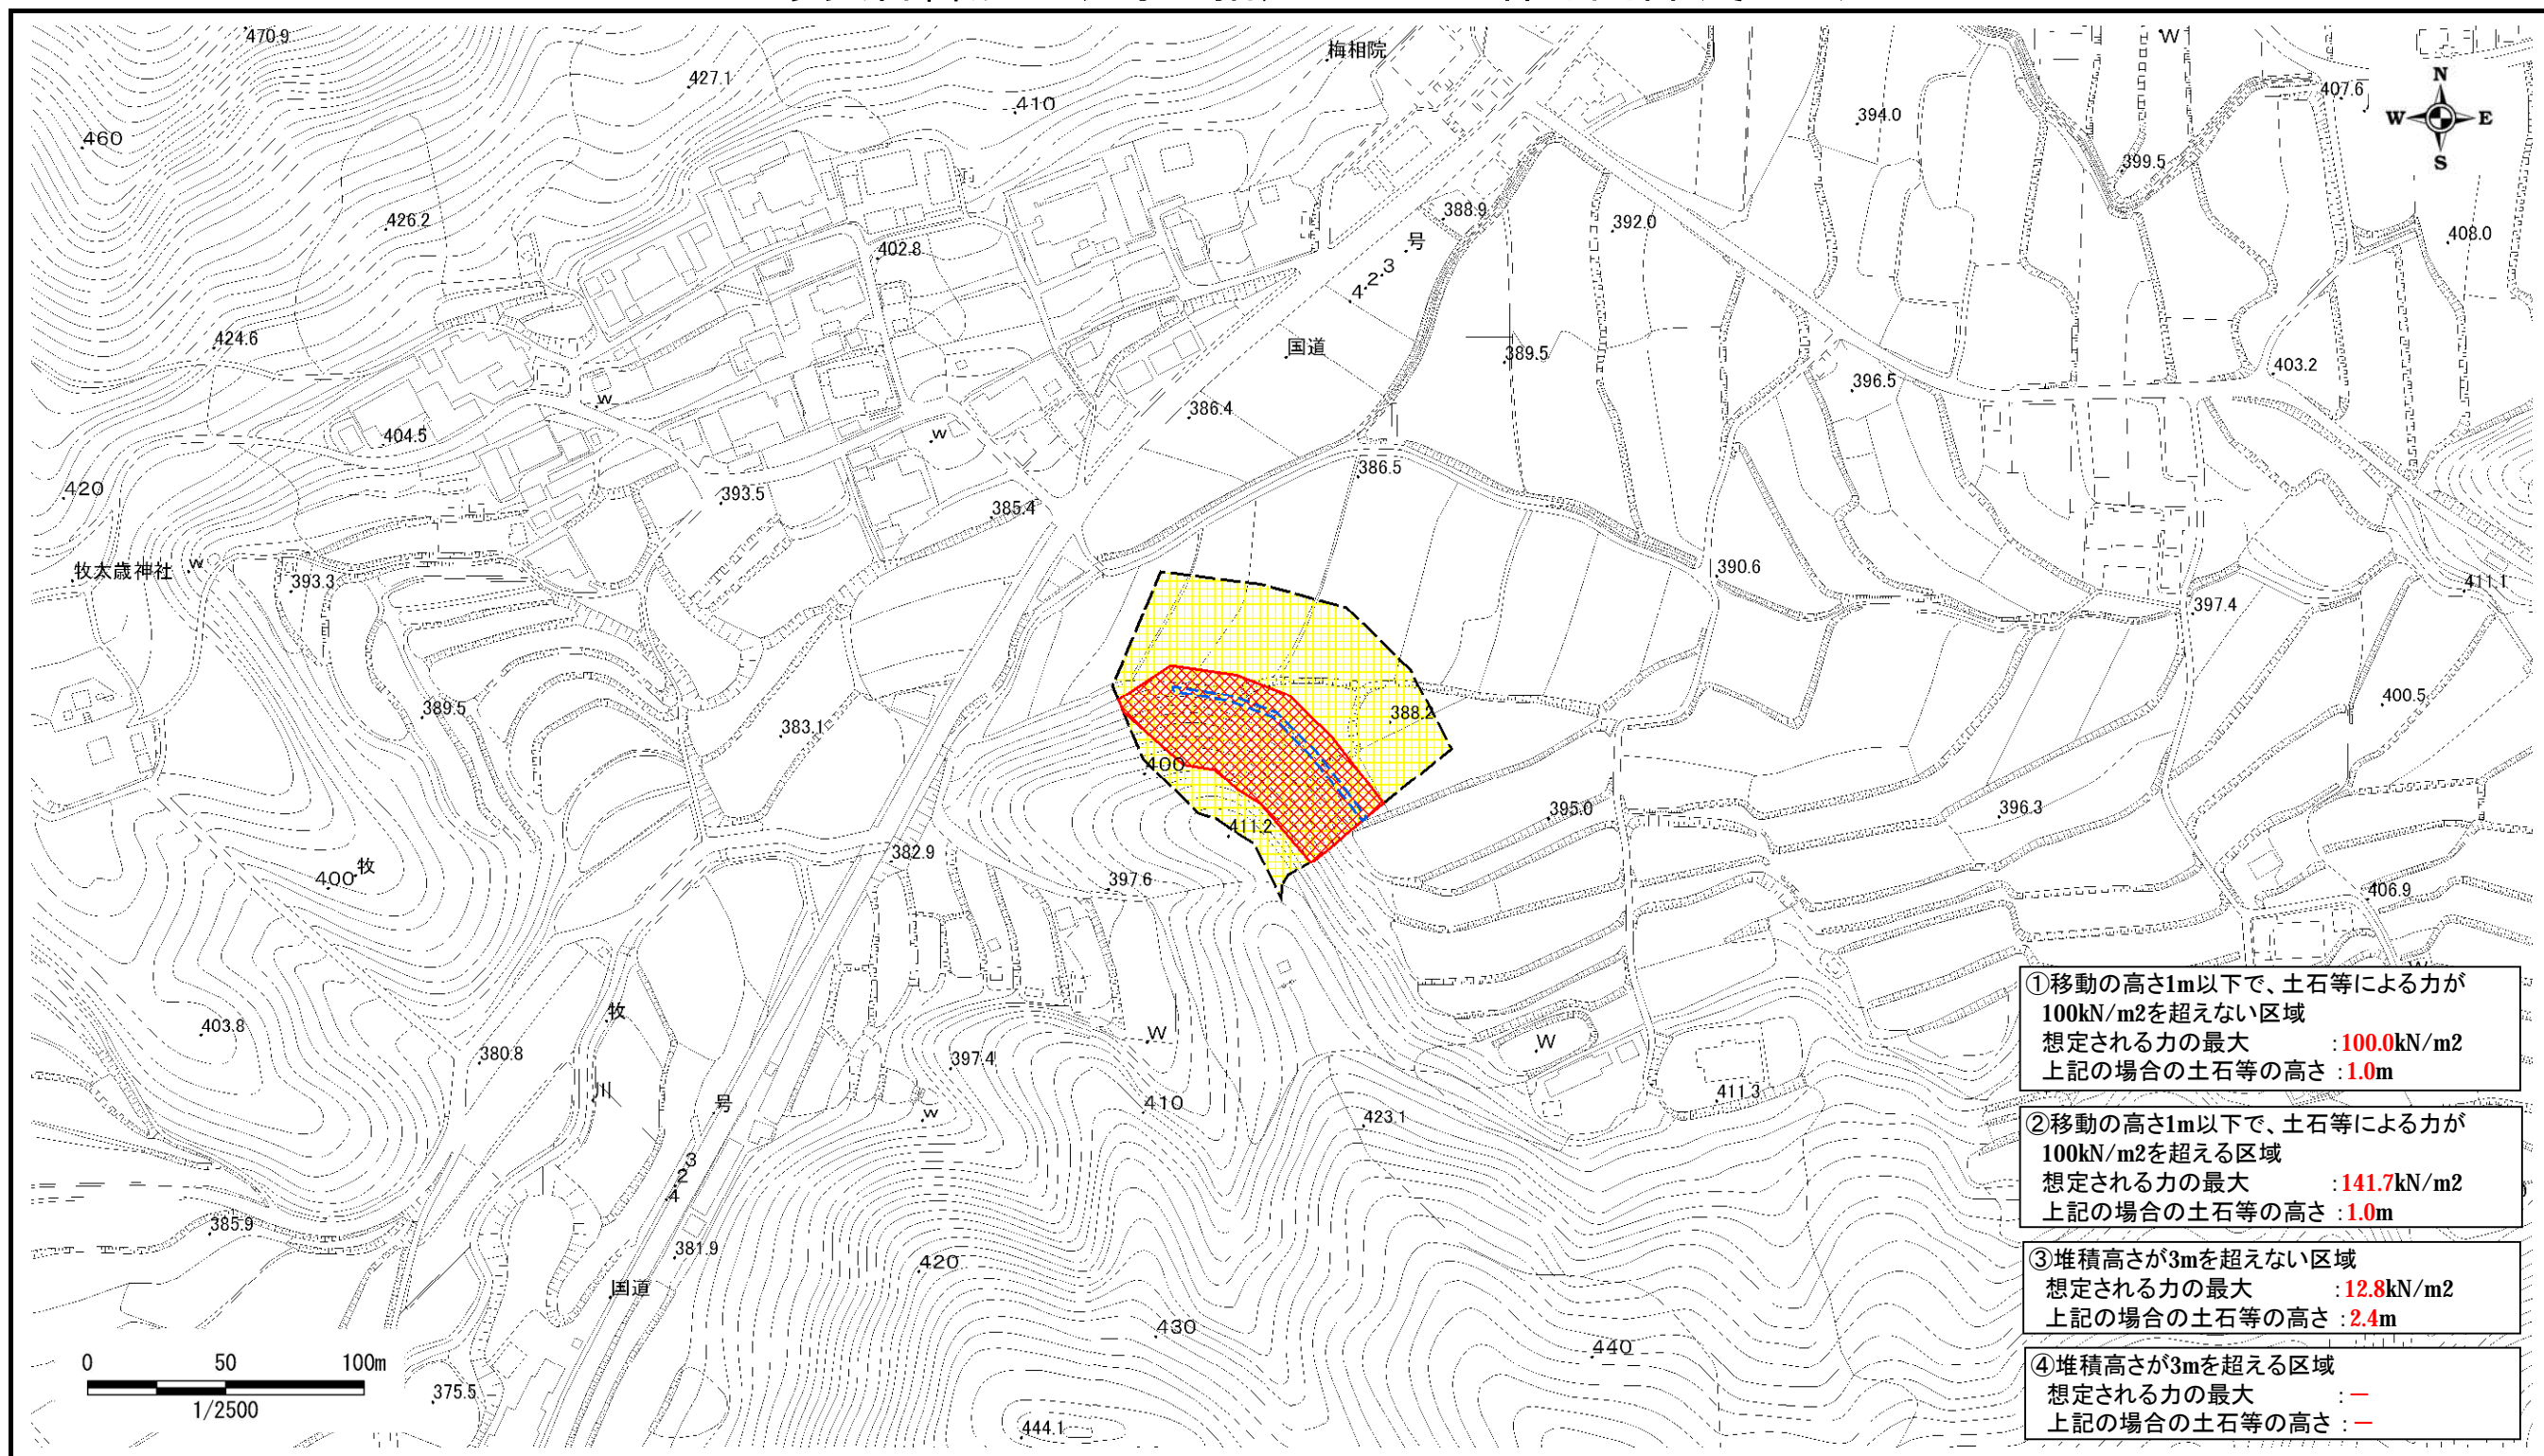 470.9
梅相院
W
427.1
410
407.6
N
W
E
S
394.0
460
399.5
426.2
388.9
392.0
408.0
402.8
号
3
2
4
424.6
国道
389.5
403.2
396.5
W
386.4
404.5
W
386.5
420
393.5
385.4
牧太歳神社
W
393.3
390.6
411.1
397.4
389.5
383.1
388.2
400.5
400
411.2
395.0
396.3
382.9
牧
400
397.6
406.9
①移動の高さ1m以下で、土石等による力が
100kN/m2を超えない区域
想定される力の最大 :100.0kN/m2
上記の場合の土石等の高さ :1.0m
牧
403.8
W
W
380.8
397.4
川
号
W
410
411.3
423.1
②移動の高さ1m以下で、土石等による力が
100kN/m2を超える区域
想定される力の最大 :141.7kN/m2
上記の場合の土石等の高さ :1.0m
3
2
4
385.9
381.9
420
国道
③堆積高さが3mを超えない区域
想定される力の最大 :12.8kN/m2
上記の場合の土石等の高さ :2.4m
430
440
④堆積高さが3mを超える区域
想定される力の最大 :－
上記の場合の土石等の高さ :－
0 50 100m
1/2500
375.5
444.1